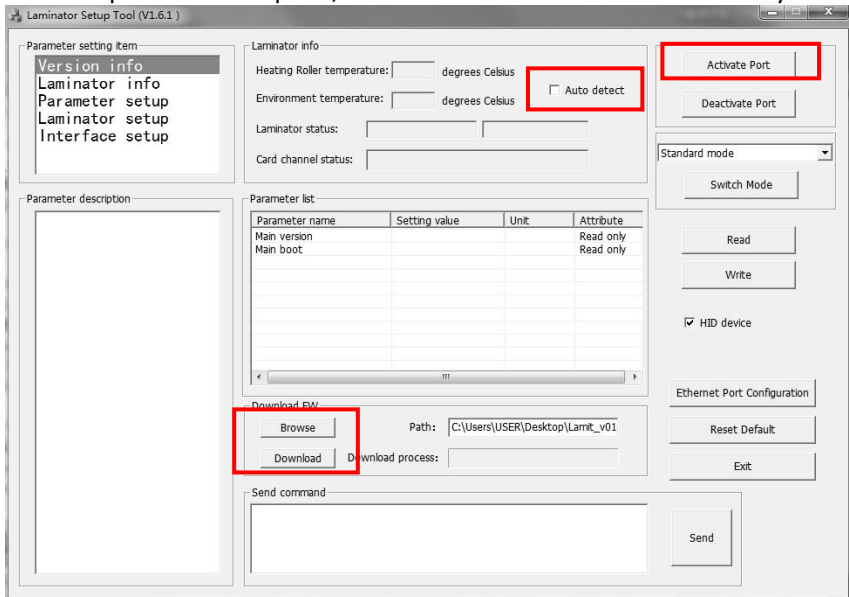 Laminator Setup Tool (V1.6.1 )
Parameter setting item
Version info
Laminator info
Parameter setup
Laminator setup
Interface setup
Laminator info
Heating Roller temperature: degrees Celsius
Environment temperature: degrees Celsius
Auto detect
Laminator status:
Card channel status:
Activate Port
Deactivate Port
Standard mode
Switch Mode
Parameter description
Parameter list
Parameter name Setting value Unit Attribute
Main version Read only
Main boot Read only
Read
Write
HID device
Download FW
Browse Path: C:\Users\USER\Desktop\Lamit_v01
Download Download process:
Ethernet Port Configuration
Reset Default
Exit
Send command
Send